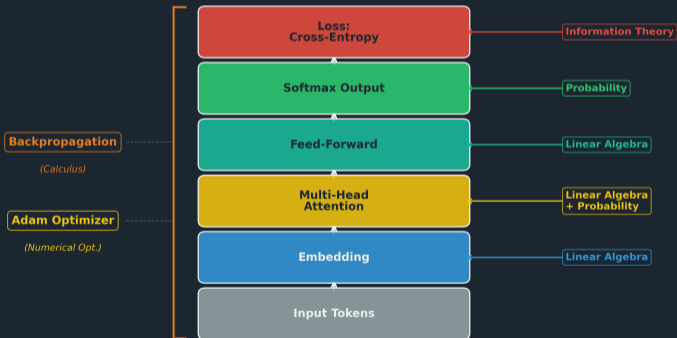 Loss:
Cross-Entropy
Information Theory
Softmax Output
Probability
Backpropagation
(Calculus)
Feed-Forward
Linear Algebra
Multi-Head
Attention
Linear Algebra
+ Probability
Adam Optimizer
(Numerical Opt.)
Embedding
Linear Algebra
Input Tokens